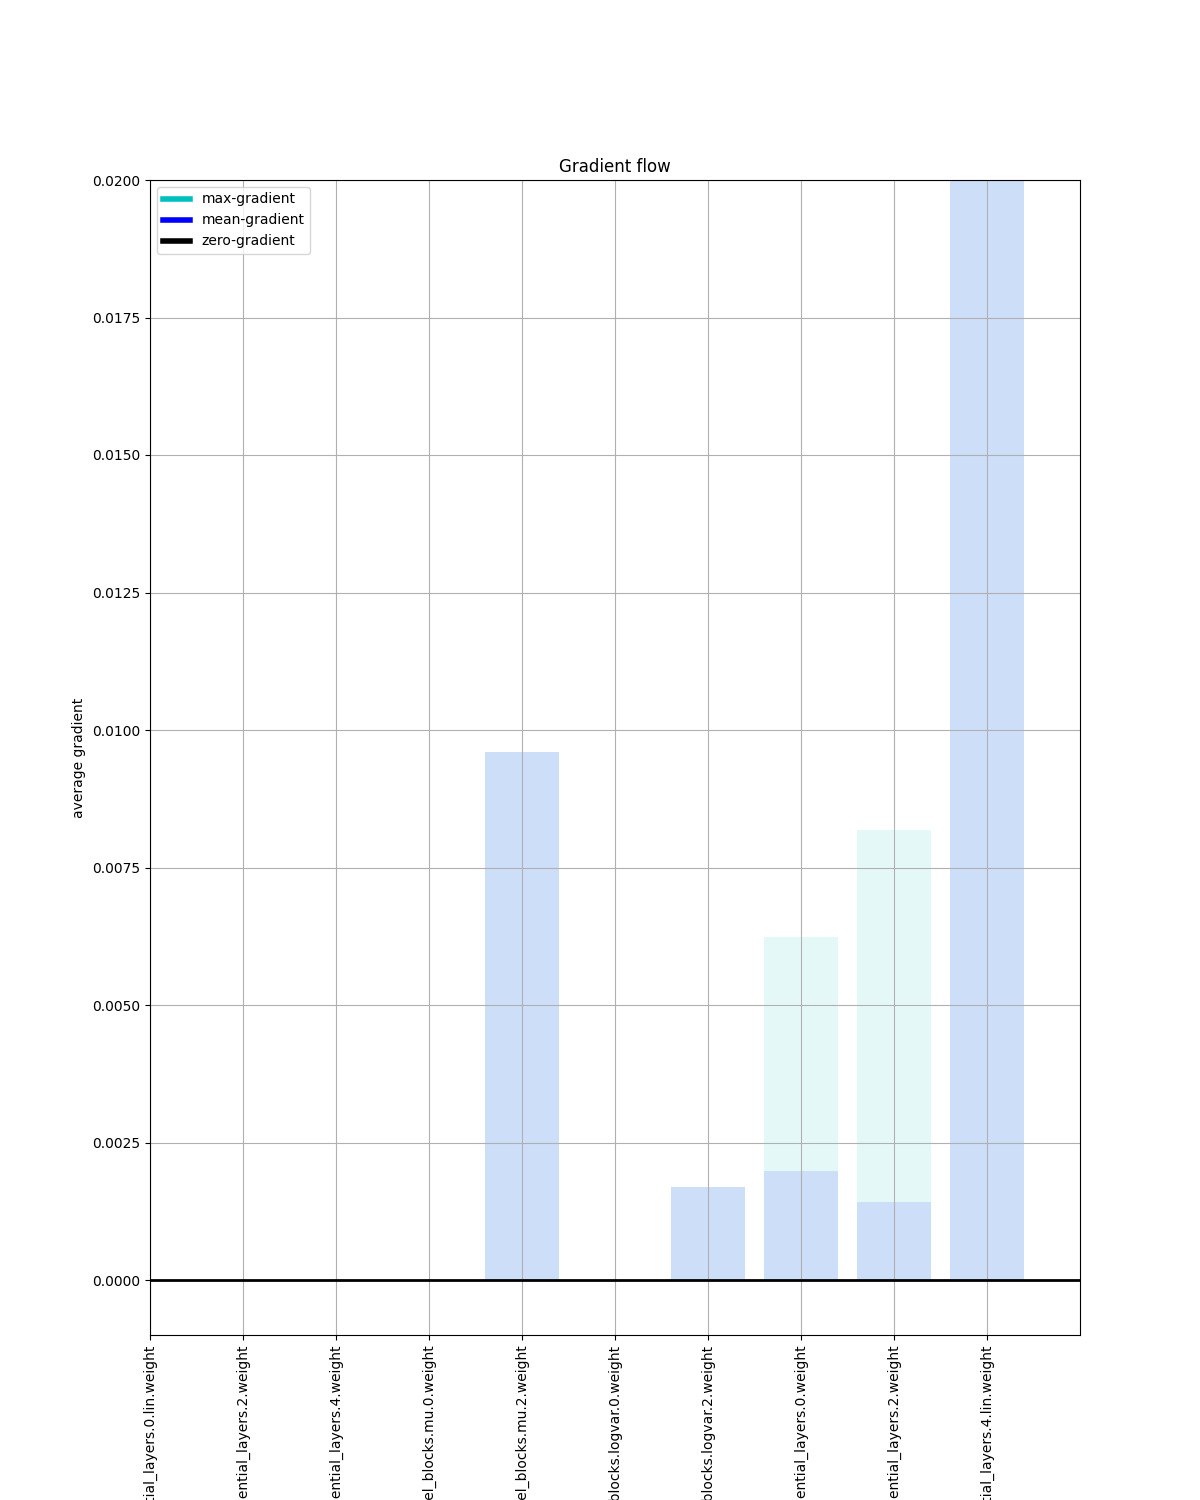 Gradient flow
max-gradient
mean-gradient
zero-gradient
0.0200
0.0175
0.0150
0.0125
0.0100
0.0075
0.0050
0.0025
0.0000
average gradient
tial_layers.0.lin.weight
ential_layers.2.weight
ential_layers.4.weight
el_blocks.mu.0.weight
el_blocks.mu.2.weight
blocks.logvar.0.weight
blocks.logvar.2.weight
ential_layers.0.weight
ential_layers.2.weight
tial_layers.4.lin.weight